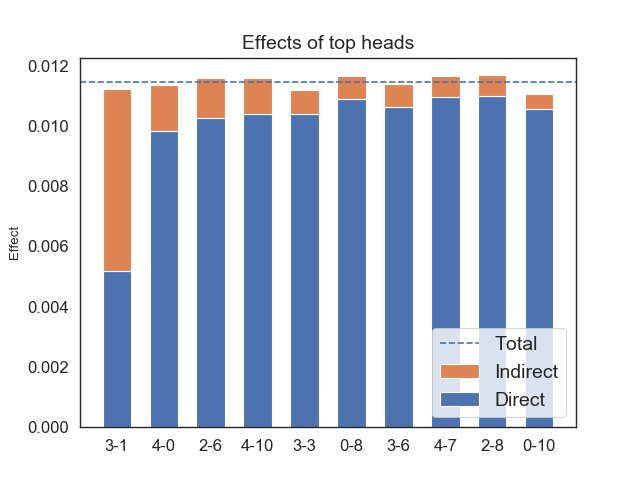 Effects of top heads
0.012
0.010
0.008
0.006
0.004
0.002
0.000
Effect
3-1 4-0 2-6 4-10 3-3 0-8 3-6 4-7 2-8 0-10
Total
Indirect
Direct